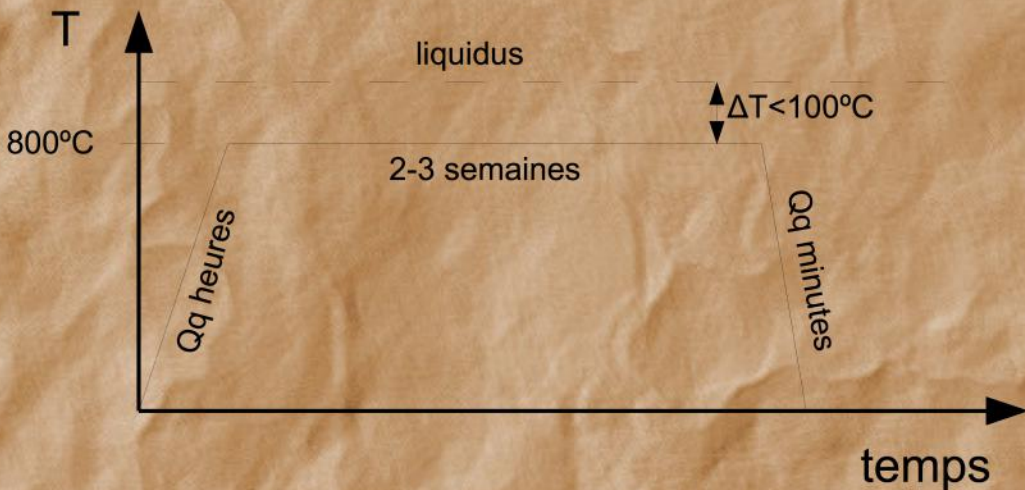 T
liquidus
ΔT<100ºC
800ºC
2-3 semaines
Qq heures
Qq minutes
temps